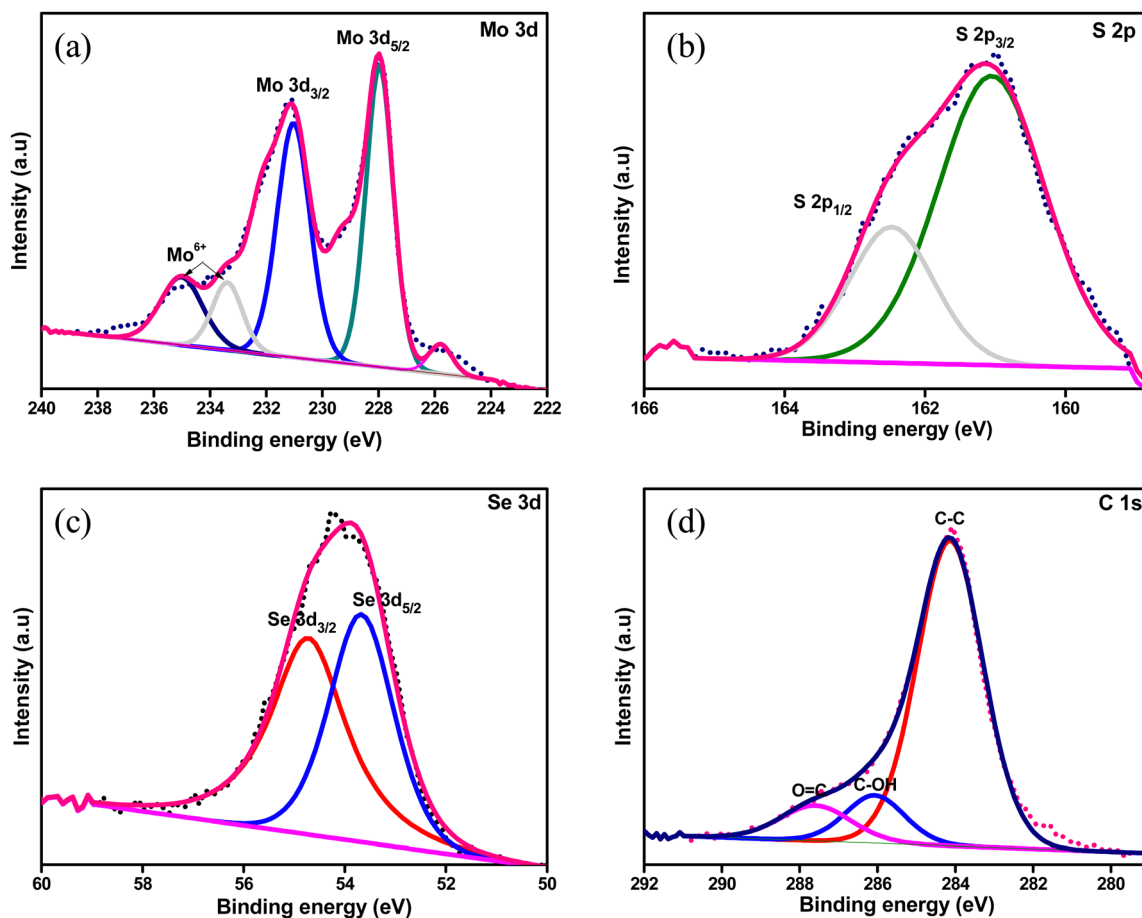 (a)
Mo 3d
Mo 3d5/2
Mo 3d3/2
Mo6+
Intensity (a.u)
240 238 236 234 233 231 230 228 226 224 222
Binding energy (eV)
(b)
S 2p
S 2p3/2
S 2p1/2
Intensity (a.u)
166 164 162 160
Binding energy (eV)
(c)
Se 3d
Se 3d5/2
Se 3d3/2
Intensity (a.u)
60 58 56 54 52 50
Binding energy (eV)
(d)
C 1s
C-C
O=C
C-OH
Intensity (a.u)
292 290 288 286 284 282 280
Binding energy (eV)